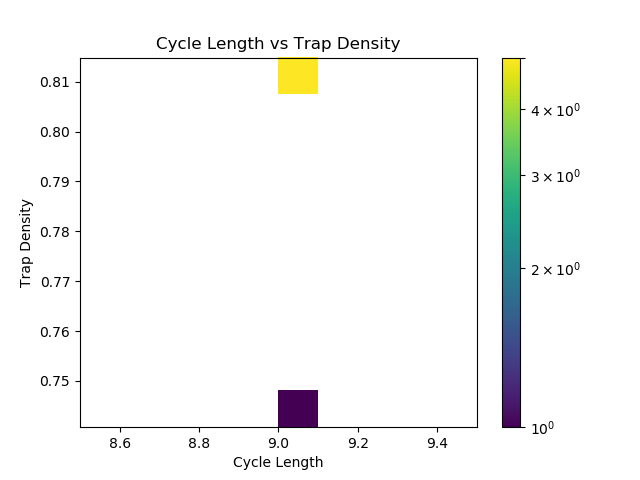 Cycle Length vs Trap Density
0.81
0.80
0.79
0.78
0.77
0.76
0.75
Trap Density
8.6 8.8 9.0 9.2 9.4
Cycle Length
4 × 10⁰
3 × 10⁰
2 × 10⁰
10⁰